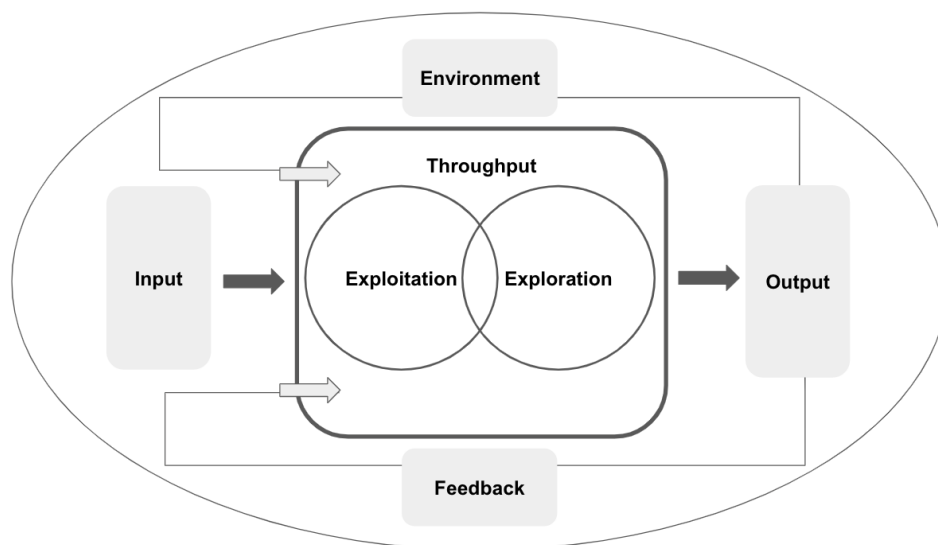 Environment
Throughput
Input
Exploitation
Exploration
Output
Feedback